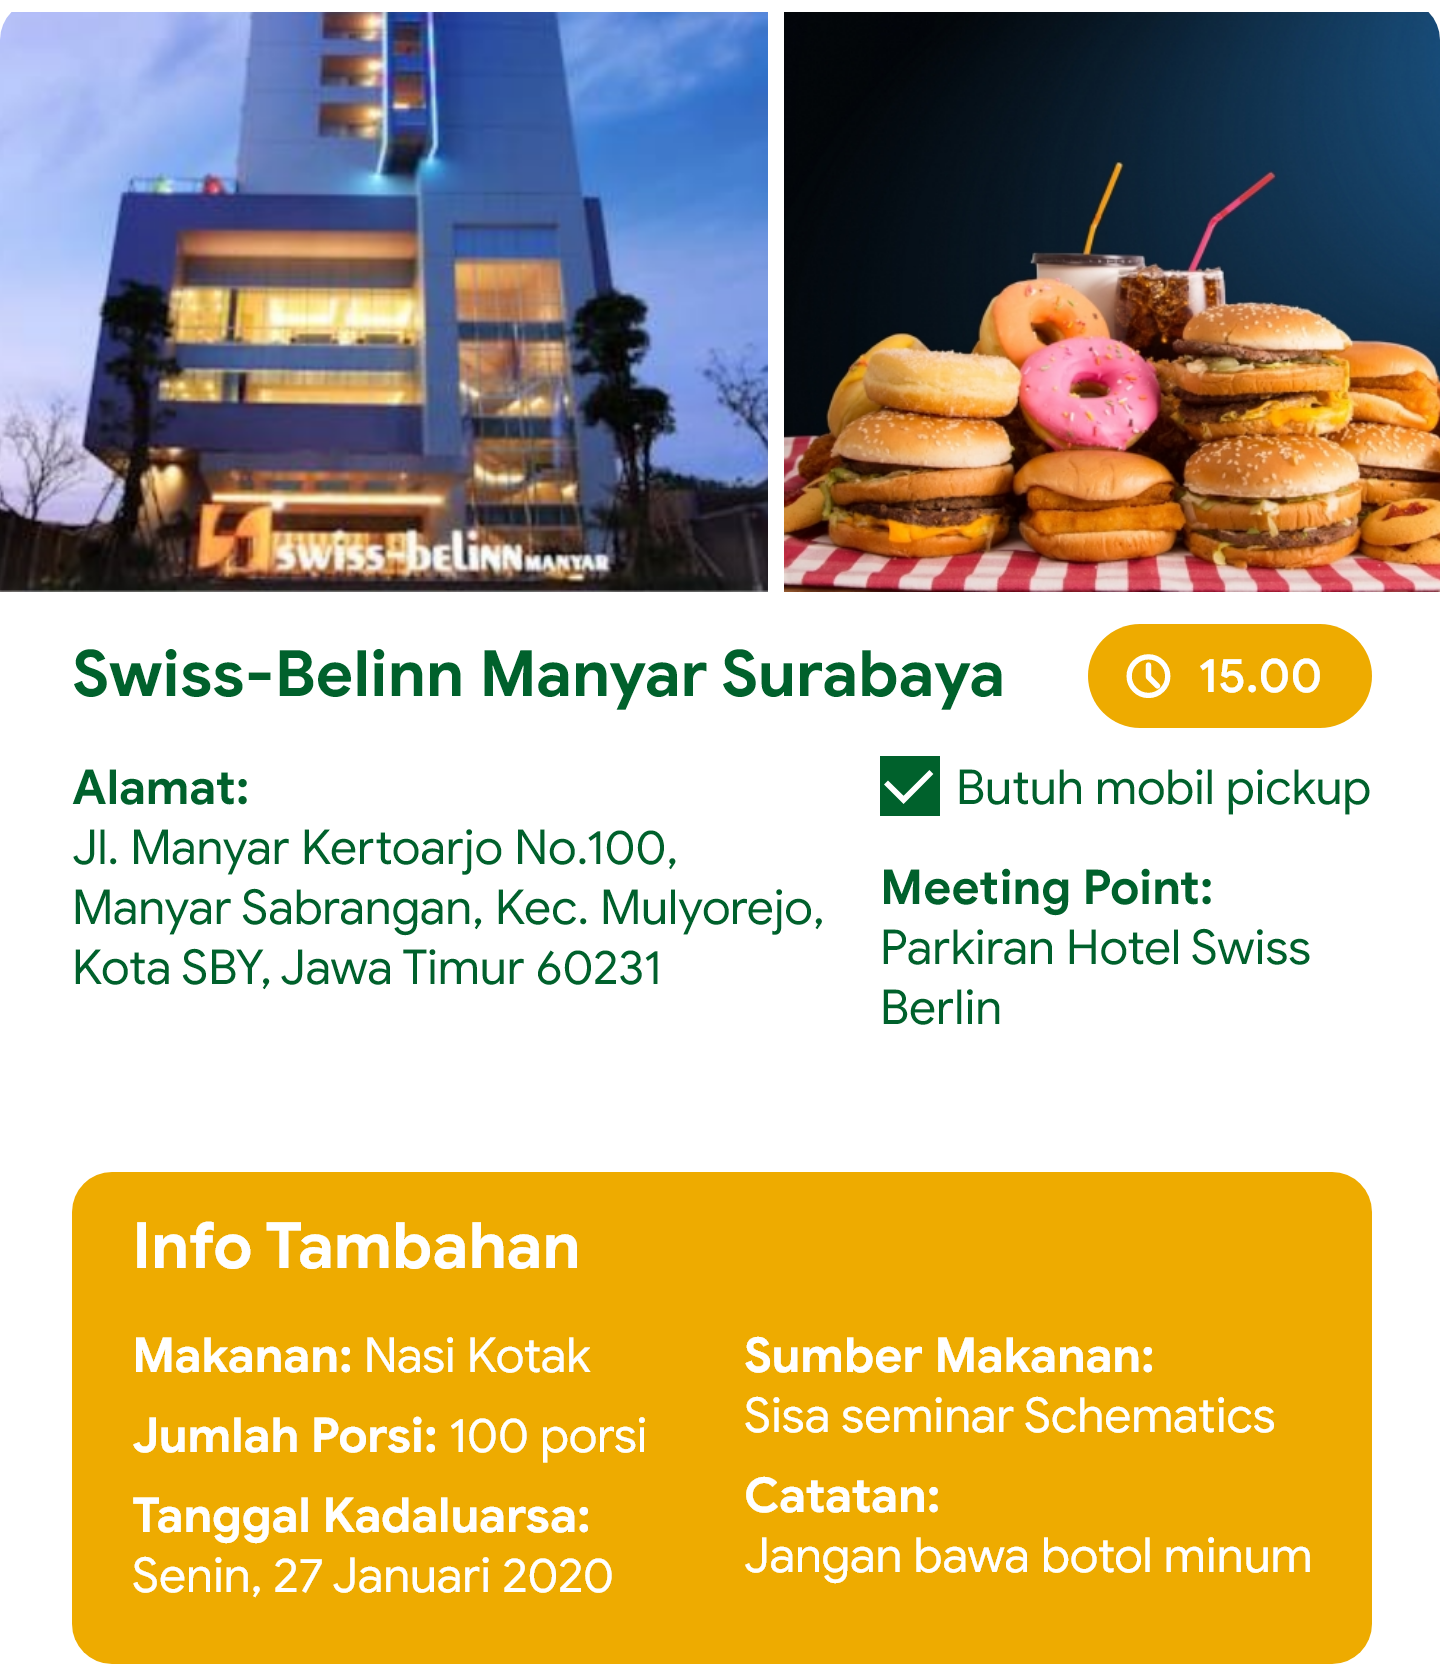 swiss-belinn MANYAR
Swiss-Belinn Manyar Surabaya
15.00
Alamat:
Jl. Manyar Kertoarjo No.100,
Manyar Sabrangan, Kec. Mulyorejo,
Kota SBY, Jawa Timur 60231
Butuh mobil pickup
Meeting Point:
Parkiran Hotel Swiss
Berlin
Info Tambahan
Makanan: Nasi Kotak
Jumlah Porsi: 100 porsi
Tanggal Kadaluarsa:
Senin, 27 Januari 2020
Sumber Makanan:
Sisa seminar Schematics
Catatan:
Jangan bawa botol minum